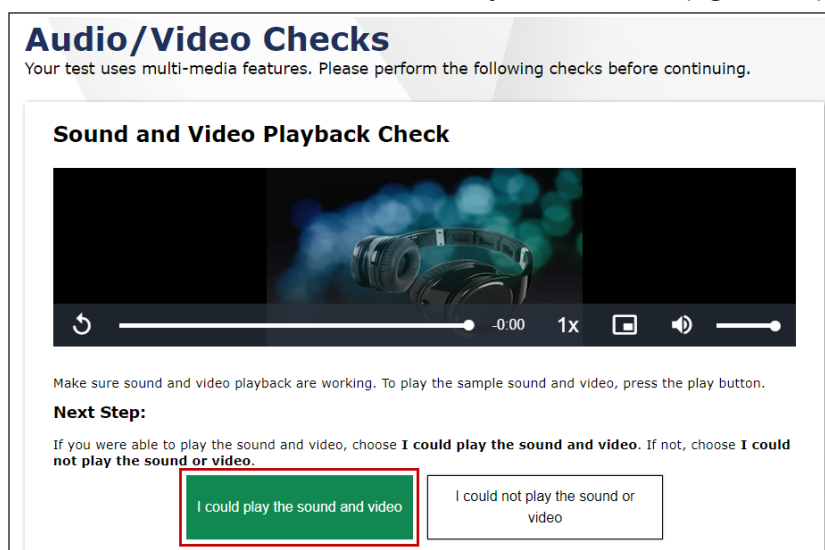 Audio/Video Checks
Your test uses multi-media features. Please perform the following checks before continuing.
Sound and Video Playback Check
-0:00 1x
Make sure sound and video playback are working. To play the sample sound and video, press the play button.
Next Step:
If you were able to play the sound and video, choose I could play the sound and video. If not, choose I could
not play the sound or video.
I could play the sound and video
I could not play the sound or
video